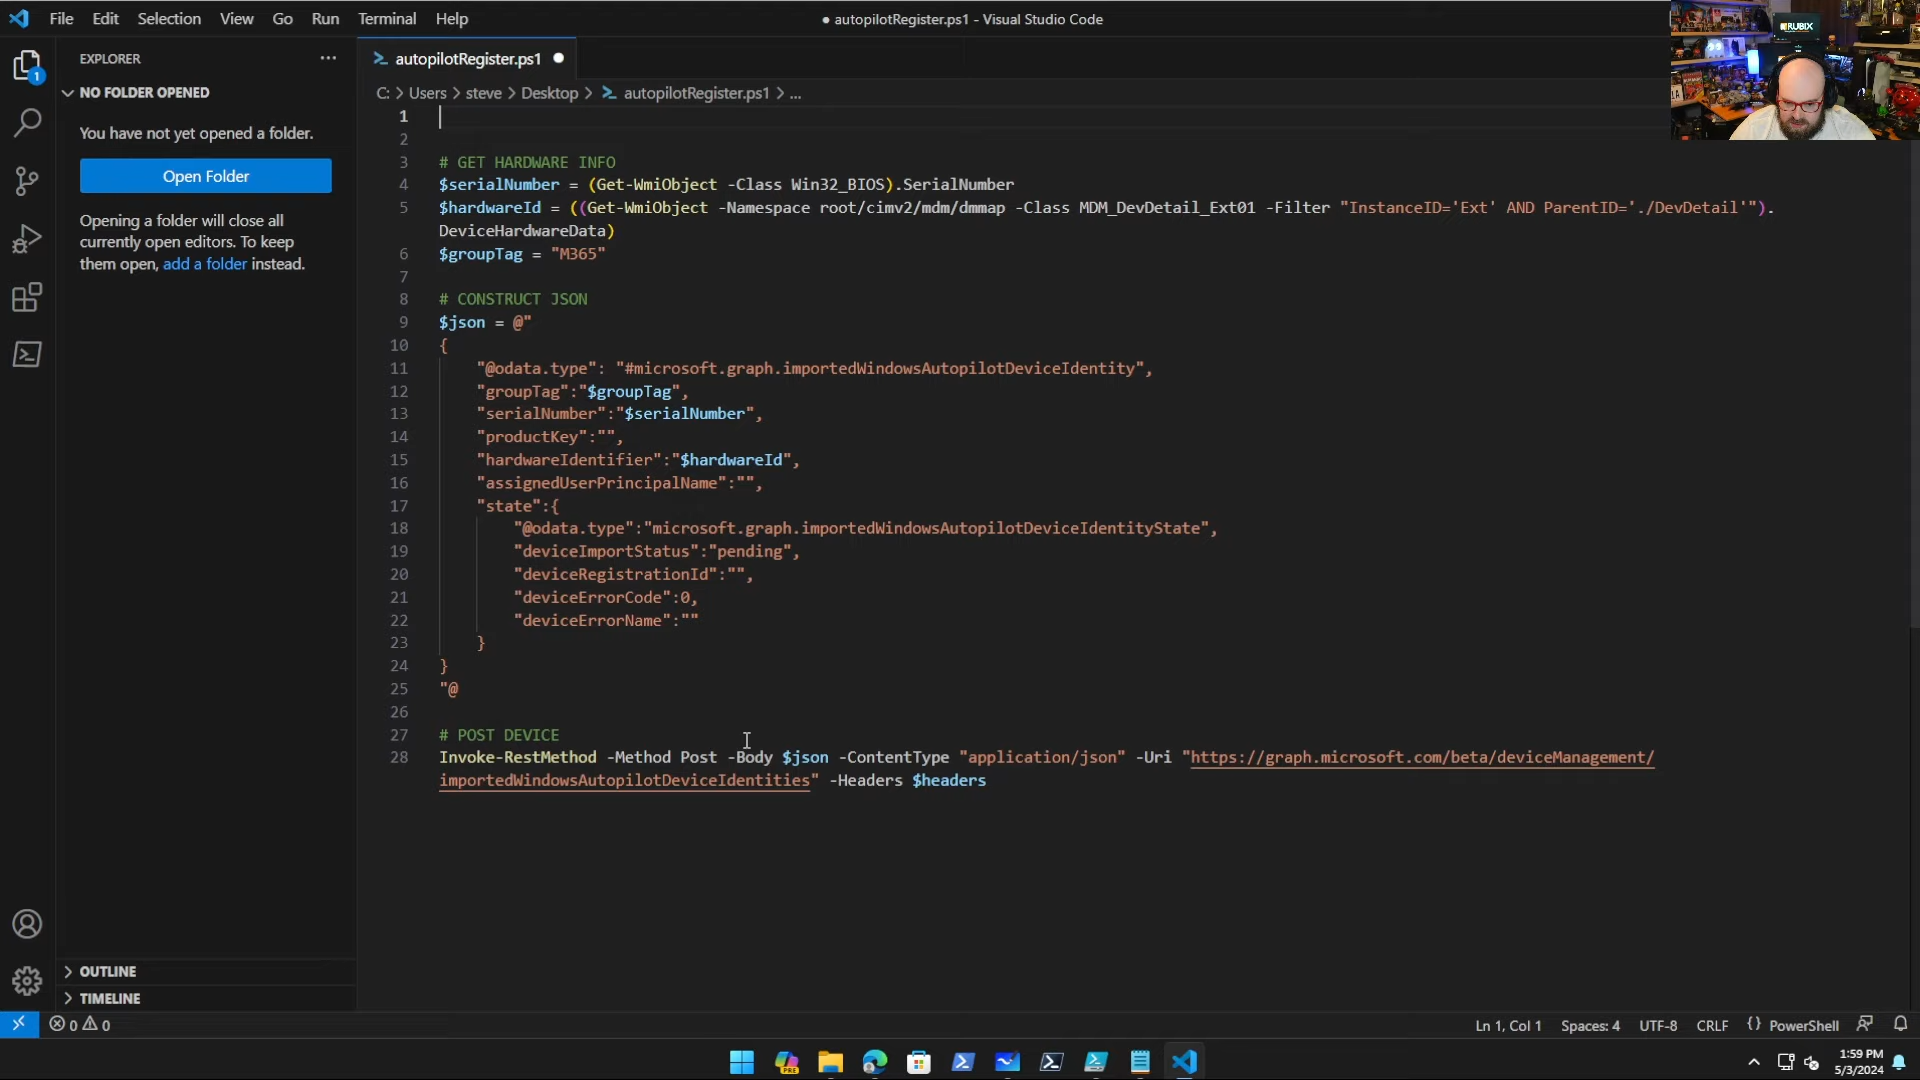 File Edit Selection View Go Run Terminal Help
● autopilotRegister.ps1 - Visual Studio Code
RUBIX
EXPLORER
NO FOLDER OPENED
You have not yet opened a folder.
Open Folder
Opening a folder will close all
currently open editors. To keep
them open, add a folder instead.
OUTLINE
TIMELINE
1
autopilotRegister.ps1
C: > Users > steve > Desktop > autopilotRegister.ps1 > ...
1
2
3 # GET HARDWARE INFO
4 $serialNumber = (Get-WmiObject -Class Win32_BIOS).SerialNumber
5 $hardwareId = ((Get-WmiObject -Namespace root/cimv2/mdm/dmmap -Class MDM_DevDetail_Ext01 -Filter "InstanceID='Ext' AND ParentID='./DevDetail'").
DeviceHardwareData)
6 $groupTag = "M365"
7
8 # CONSTRUCT JSON
9 $json = @"
10 {
11 "@odata.type": "#microsoft.graph.importedWindowsAutopilotDeviceIdentity",
12 "groupTag":"$groupTag",
13 "serialNumber":"$serialNumber",
14 "productKey":"",
15 "hardwareIdentifier":"$hardwareId",
16 "assignedUserPrincipalName":"",
17 "state":{
18 "@odata.type":"microsoft.graph.importedWindowsAutopilotDeviceIdentityState",
19 "deviceImportStatus":"pending",
20 "deviceRegistrationId":"",
21 "deviceErrorCode":0,
22 "deviceErrorName":""
23 }
24 }
25 "@
26
27 # POST DEVICE
28 Invoke-RestMethod -Method Post -Body $json -ContentType "application/json" -Uri "https://graph.microsoft.com/beta/deviceManagement/
importedWindowsAutopilotDeviceIdentities" -Headers $headers
0 0
Ln 1, Col 1 Spaces: 4 UTF-8 CRLF {} PowerShell
PRE
1:59 PM
5/3/2024